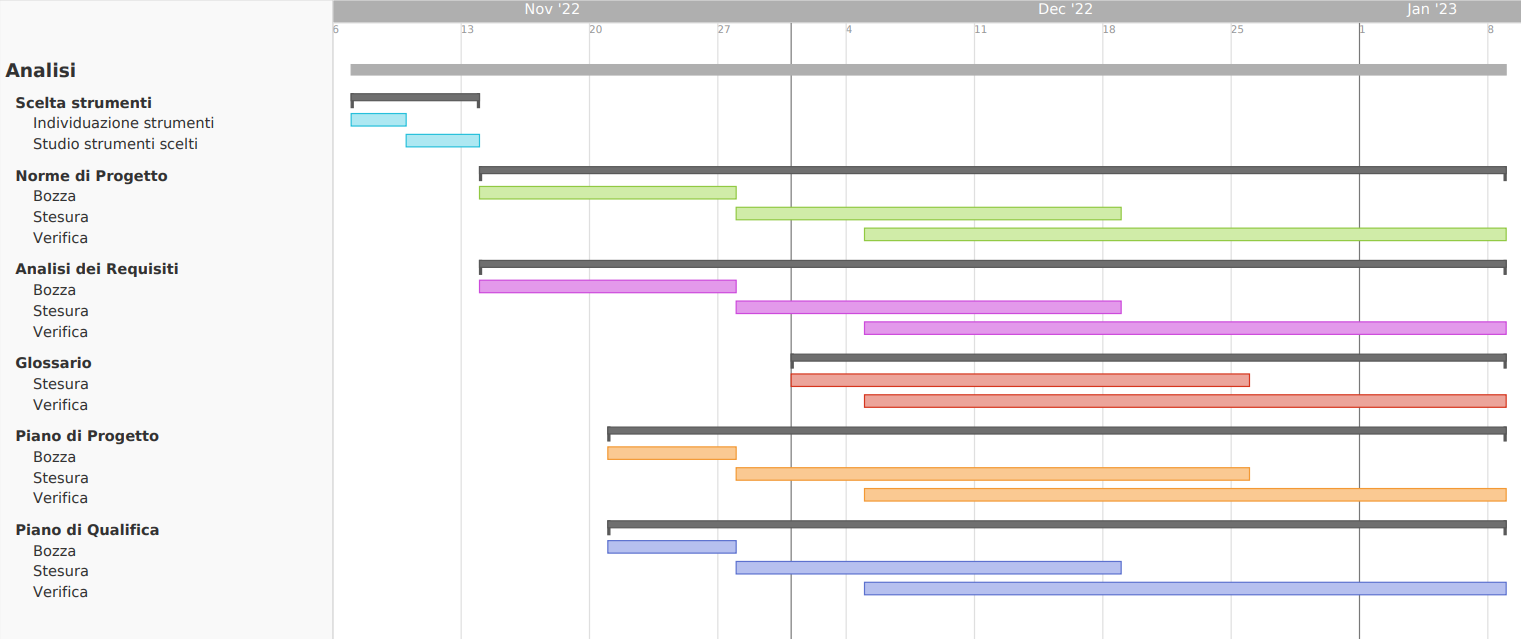 Nov '22 Dec '22 Jan '23
6 13 20 27 4 11 18 25 1 8
Analisi
Scelta strumenti
Individuazione strumenti
Studio strumenti scelti
Norme di Progetto
Bozza
Stesura
Verifica
Analisi dei Requisiti
Bozza
Stesura
Verifica
Glossario
Stesura
Verifica
Piano di Progetto
Bozza
Stesura
Verifica
Piano di Qualifica
Bozza
Stesura
Verifica